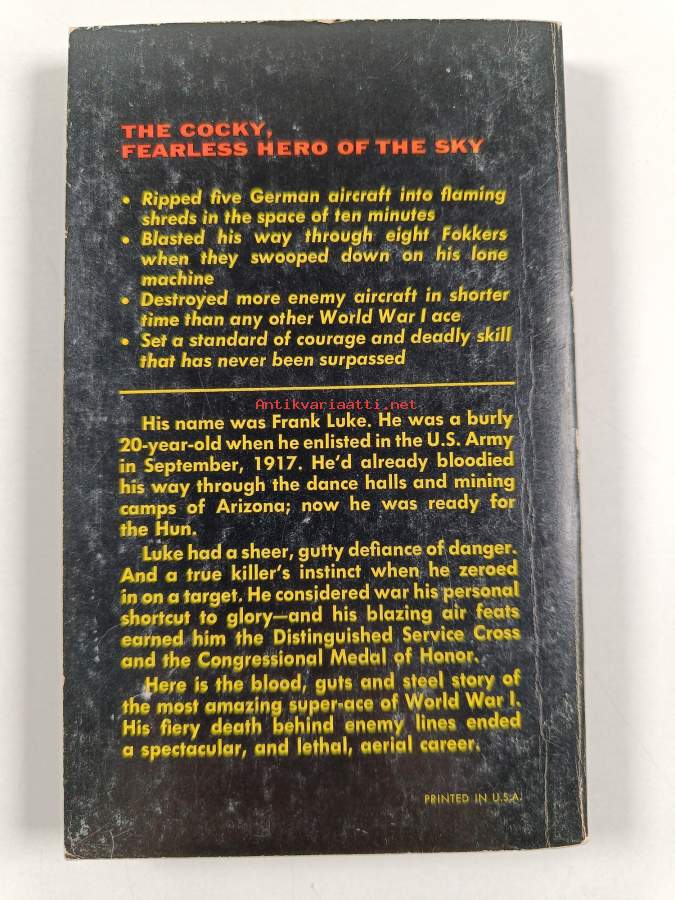 THE COCKY,
FEARLESS HERO OF THE SKY
• Ripped five German aircraft into flaming
shreds in the space of ten minutes
• Blasted his way through eight Fokkers
when they swooped down on his lone
machine
• Destroyed more enemy aircraft in shorter
time than any other World War I ace
• Set a standard of courage and deadly skill
that has never been surpassed
Antikvariaatti.net
His name was Frank Luke. He was a burly
20-year-old when he enlisted in the U.S. Army
in September, 1917. He'd already bloodied
his way through the dance halls and mining
camps of Arizona; now he was ready for
the Hun.
Luke had a sheer, gutty defiance of danger.
And a true killer's instinct when he zeroed
in on a target. He considered war his personal
shortcut to glory—and his blazing air feats
earned him the Distinguished Service Cross
and the Congressional Medal of Honor.
Here is the blood, guts and steel story of
the most amazing super-ace of World War I.
His fiery death behind enemy lines ended
a spectacular, and lethal, aerial career.
PRINTED IN U.S.A.